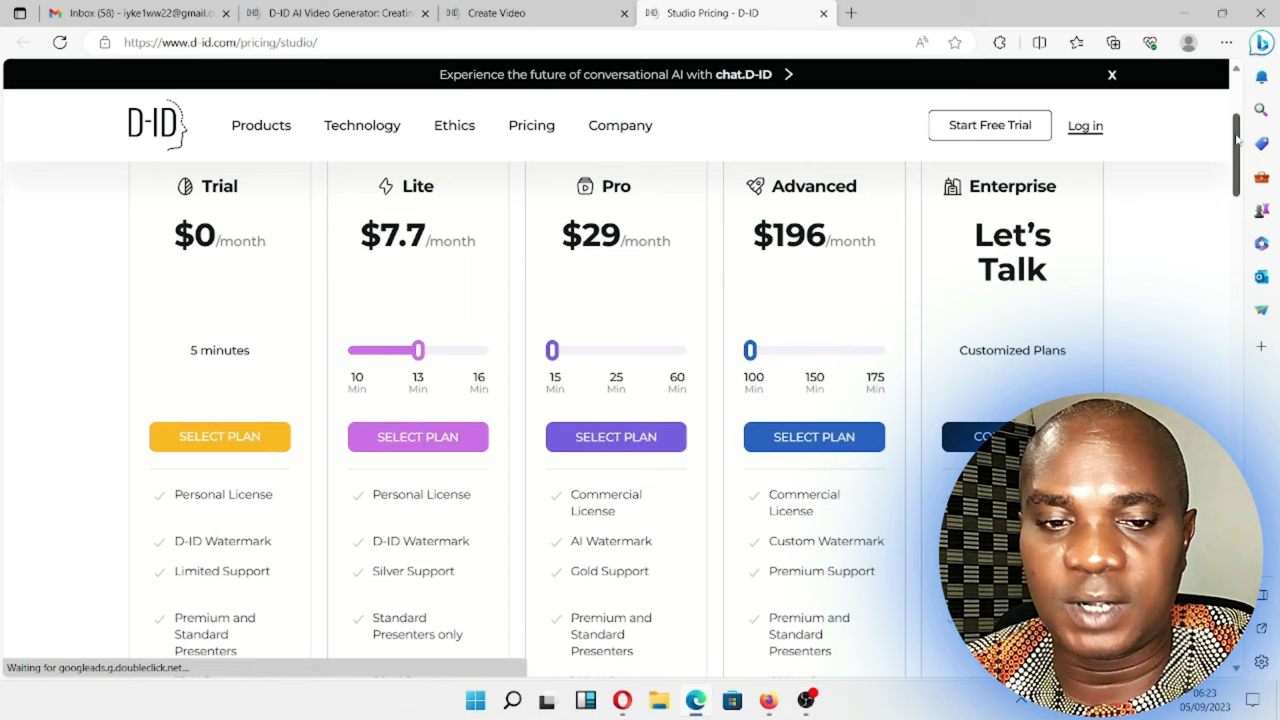 Inbox (58) - iyke1ww22@gmail.c
D-ID AI Video Generator: Creatin
Create Video
Studio Pricing - D-ID
https://www.d-id.com/pricing/studio/
Experience the future of conversational AI with chat.D-ID
X
D-ID
Products
Technology
Ethics
Pricing
Company
Start Free Trial
Log in
Trial
$0/month
5 minutes
SELECT PLAN
Personal License
D-ID Watermark
Limited Support
Premium and
Standard
Presenters
Lite
$7.7/month
10 13 16
Min Min Min
SELECT PLAN
Personal License
D-ID Watermark
Silver Support
Standard
Presenters only
Pro
$29/month
15 25 60
Min Min Min
SELECT PLAN
Commercial
License
AI Watermark
Gold Support
Premium and
Standard
Presenters
Advanced
$196/month
100 150 175
Min Min Min
SELECT PLAN
Commercial
License
Custom Watermark
Premium Support
Premium and
Standard
Presenters
Enterprise
Let's
Talk
Customized Plans
Waiting for googleads.g.doubleclick.net...
06:23
05/09/2023